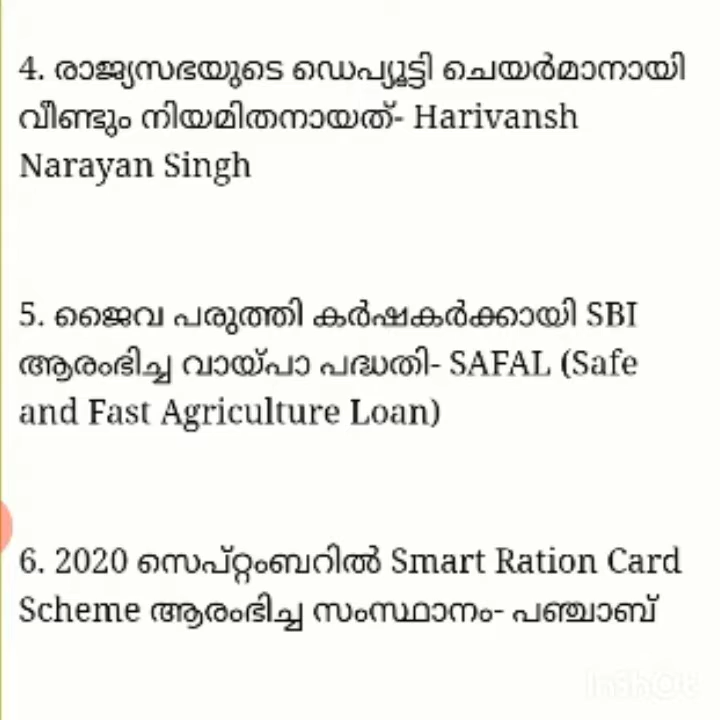 4. രാജ്യസഭയുടെ ഡെപ്യൂട്ടി ചെയർമാനായി
വീണ്ടും നിയമിതനായത്- Harivansh
Narayan Singh
5. ജൈവ പരുത്തി കർഷകർക്കായി SBI
ആരംഭിച്ച വായ്പാ പദ്ധതി- SAFAL (Safe
and Fast Agriculture Loan)
6. 2020 സെപ്റ്റംബറിൽ Smart Ration Card
Scheme ആരംഭിച്ച സംസ്ഥാനം- പഞ്ചാബ്
InShOt